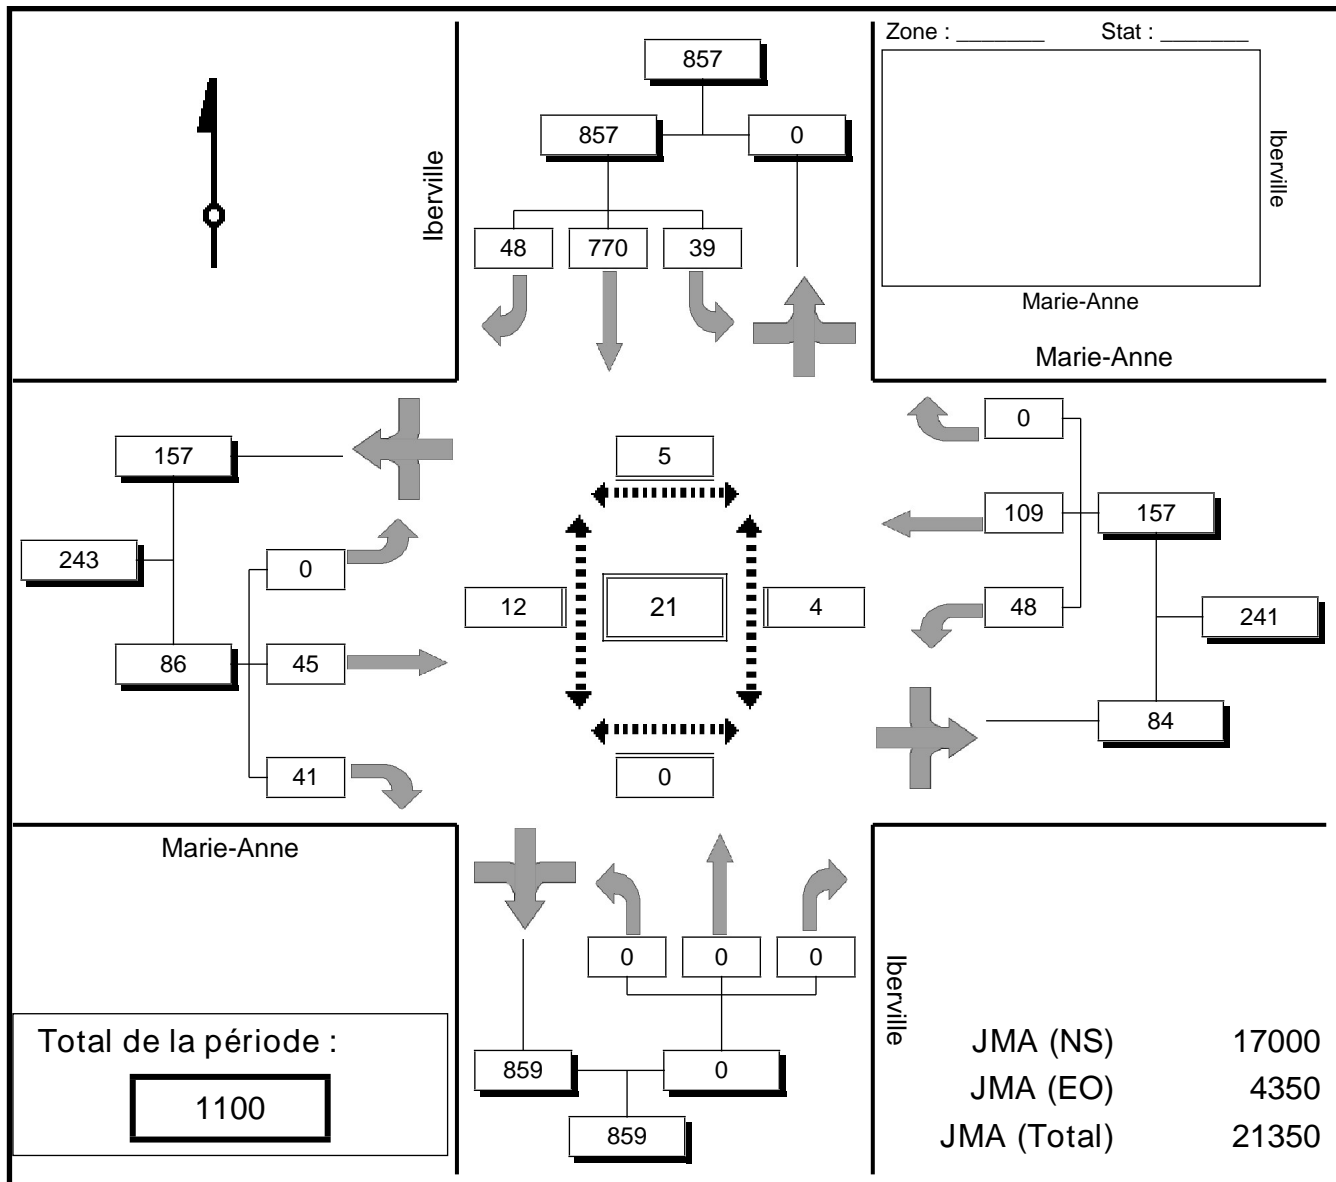 Zone : _______ Stat : _______
857
857 0
Iberville
Iberville
48 770 39
Marie-Anne
Marie-Anne
0
157
5
109 157
243
0
12 21 4
48
241
86 45
84
41
0
Marie-Anne
0 0 0
Iberville
Total de la période :
1100
859 0
859
JMA (NS) 17000
JMA (EO) 4350
JMA (Total) 21350